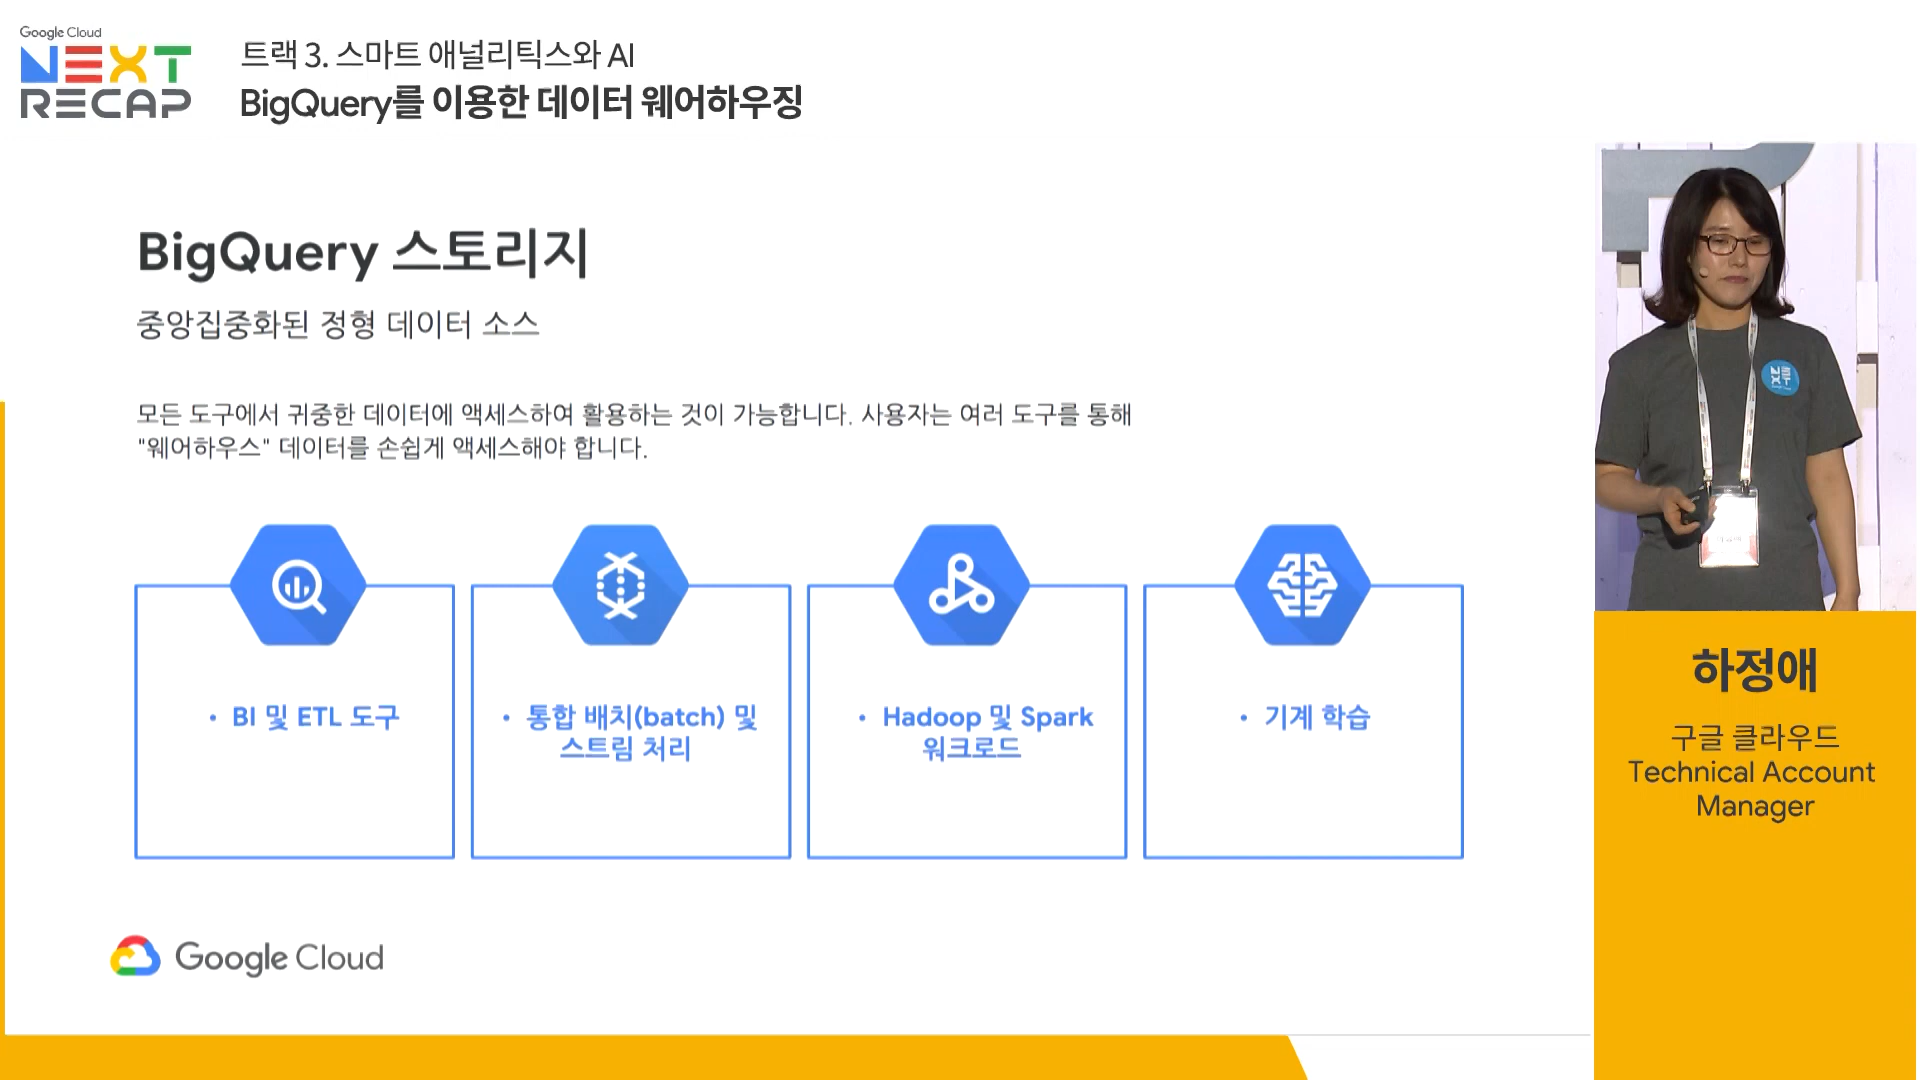 Google Cloud
NEXT
RECAP
트랙 3. 스마트 애널리틱스와 AI
BigQuery를 이용한 데이터 웨어하우징
BigQuery 스토리지
중앙집중화된 정형 데이터 소스
모든 도구에서 귀중한 데이터에 액세스하여 활용하는 것이 가능합니다. 사용자는 여러 도구를 통해
"웨어하우스" 데이터를 손쉽게 액세스해야 합니다.
• BI 및 ETL 도구
• 통합 배치(batch) 및
스트림 처리
• Hadoop 및 Spark
워크로드
• 기계 학습
Google Cloud
NEXT
하정애
구글 클라우드
Technical Account
Manager